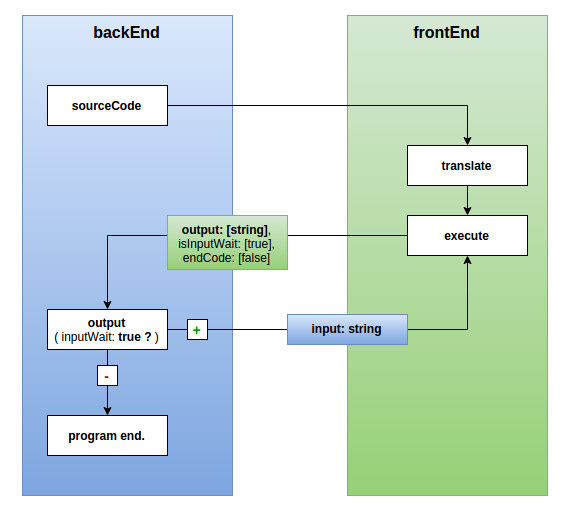 backEnd
frontEnd
sourceCode
translate
execute
output: [string],
isInputWait: [true],
endCode: [false]
output
( inputWait: true ? )
+
input: string
-
program end.